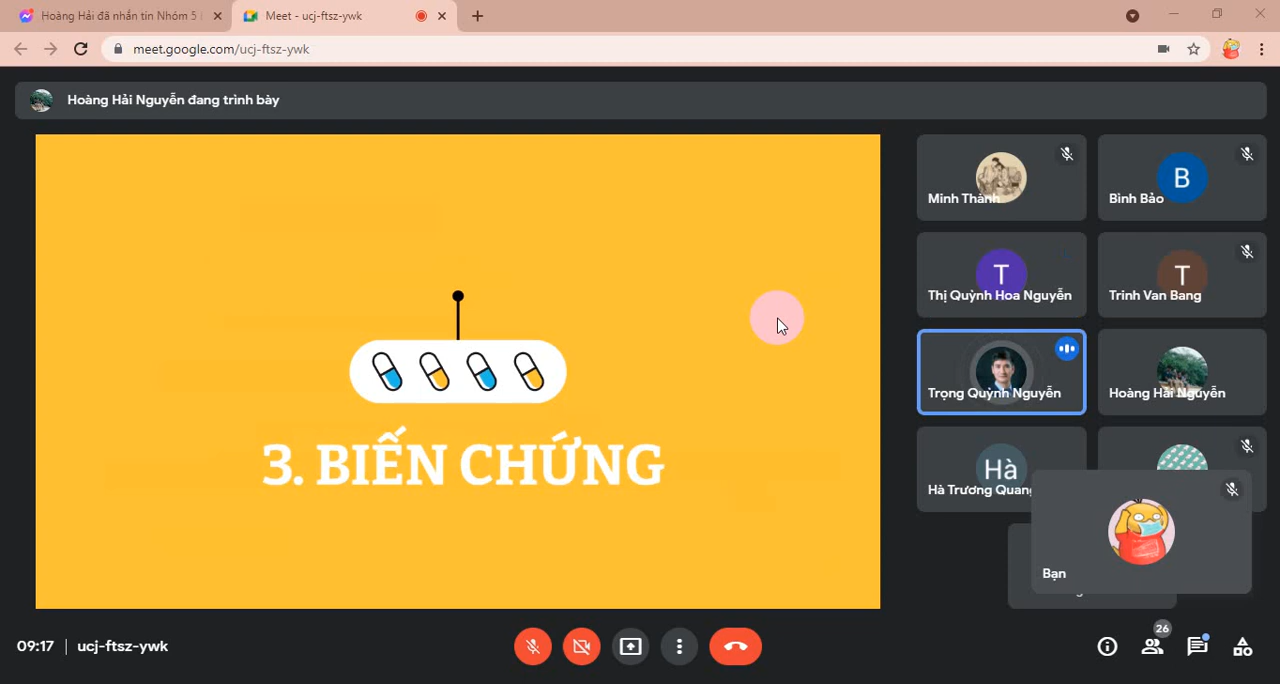 Hoàng Hải đã nhắn tin Nhóm 5
Meet - ucj-ftsz-ywk
meet.google.com/ucj-ftsz-ywk
Hoàng Hải Nguyễn đang trình bày
3. BIẾN CHỨNG
Minh Thành
B
Bình Bảo
T
Thị Quỳnh Hoa Nguyễn
T
Trinh Van Bang
Trọng Quỳnh Nguyễn
Hoàng Hải Nguyễn
Hà
Hà Trương Quang
Bạn
09:17
ucj-ftsz-ywk
26